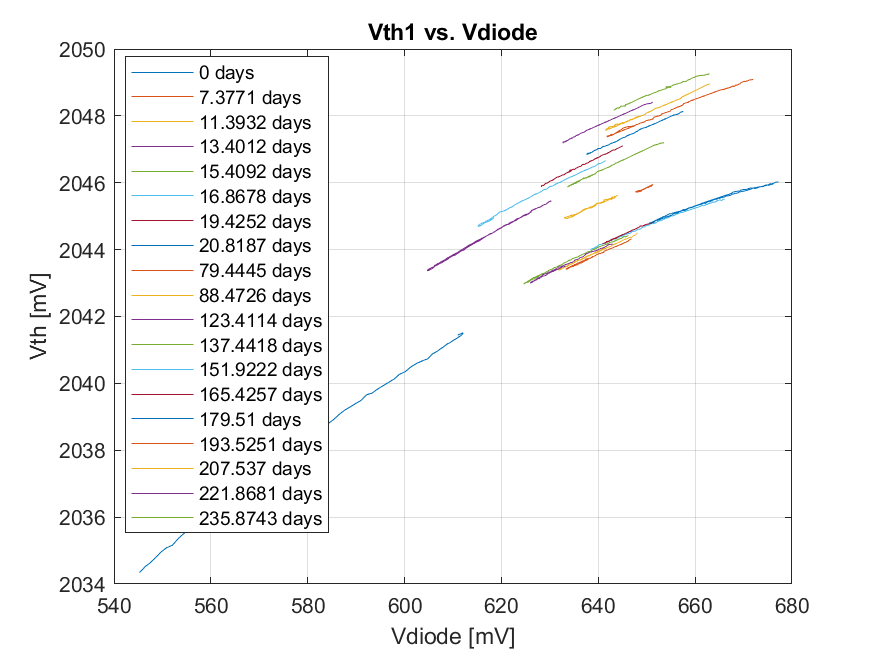 Vth1 vs. Vdiode
2050
2048
2046
2044
2042
2040
2038
2036
2034
Vth [mV]
0 days
7.3771 days
11.3932 days
13.4012 days
15.4092 days
16.8678 days
19.4252 days
20.8187 days
79.4445 days
88.4726 days
123.4114 days
137.4418 days
151.9222 days
165.4257 days
179.51 days
193.5251 days
207.537 days
221.8681 days
235.8743 days
540 560 580 600 620 640 660 680
Vdiode [mV]